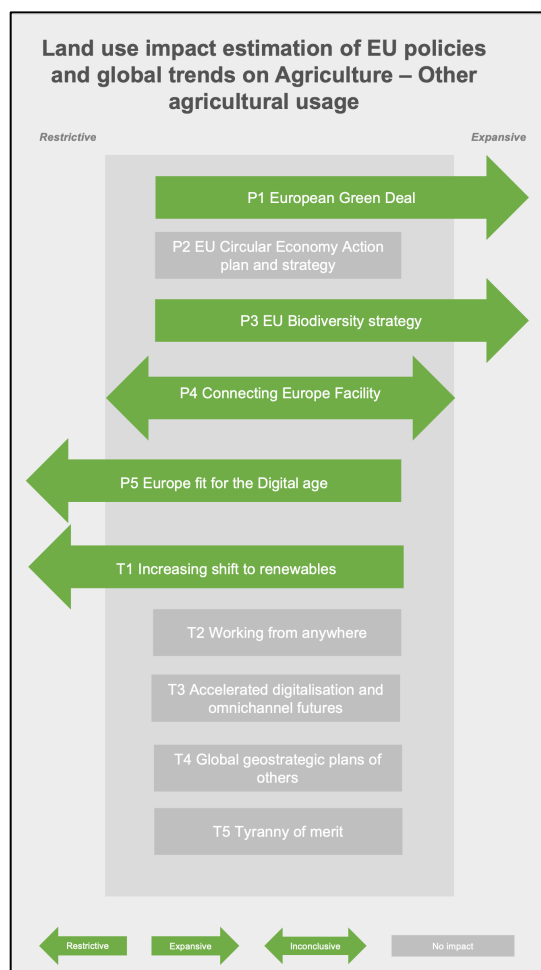 Land use impact estimation of EU policies
and global trends on Agriculture – Other
agricultural usage
Restrictive
Expansive
P1 European Green Deal
P2 EU Circular Economy Action
plan and strategy
P3 EU Biodiversity strategy
P4 Connecting Europe Facility
P5 Europe fit for the Digital age
T1 Increasing shift to renewables
T2 Working from anywhere
T3 Accelerated digitalisation and
omnichannel futures
T4 Global geostrategic plans of
others
T5 Tyranny of merit
Restrictive
Expansive
Inconclusive
No impact